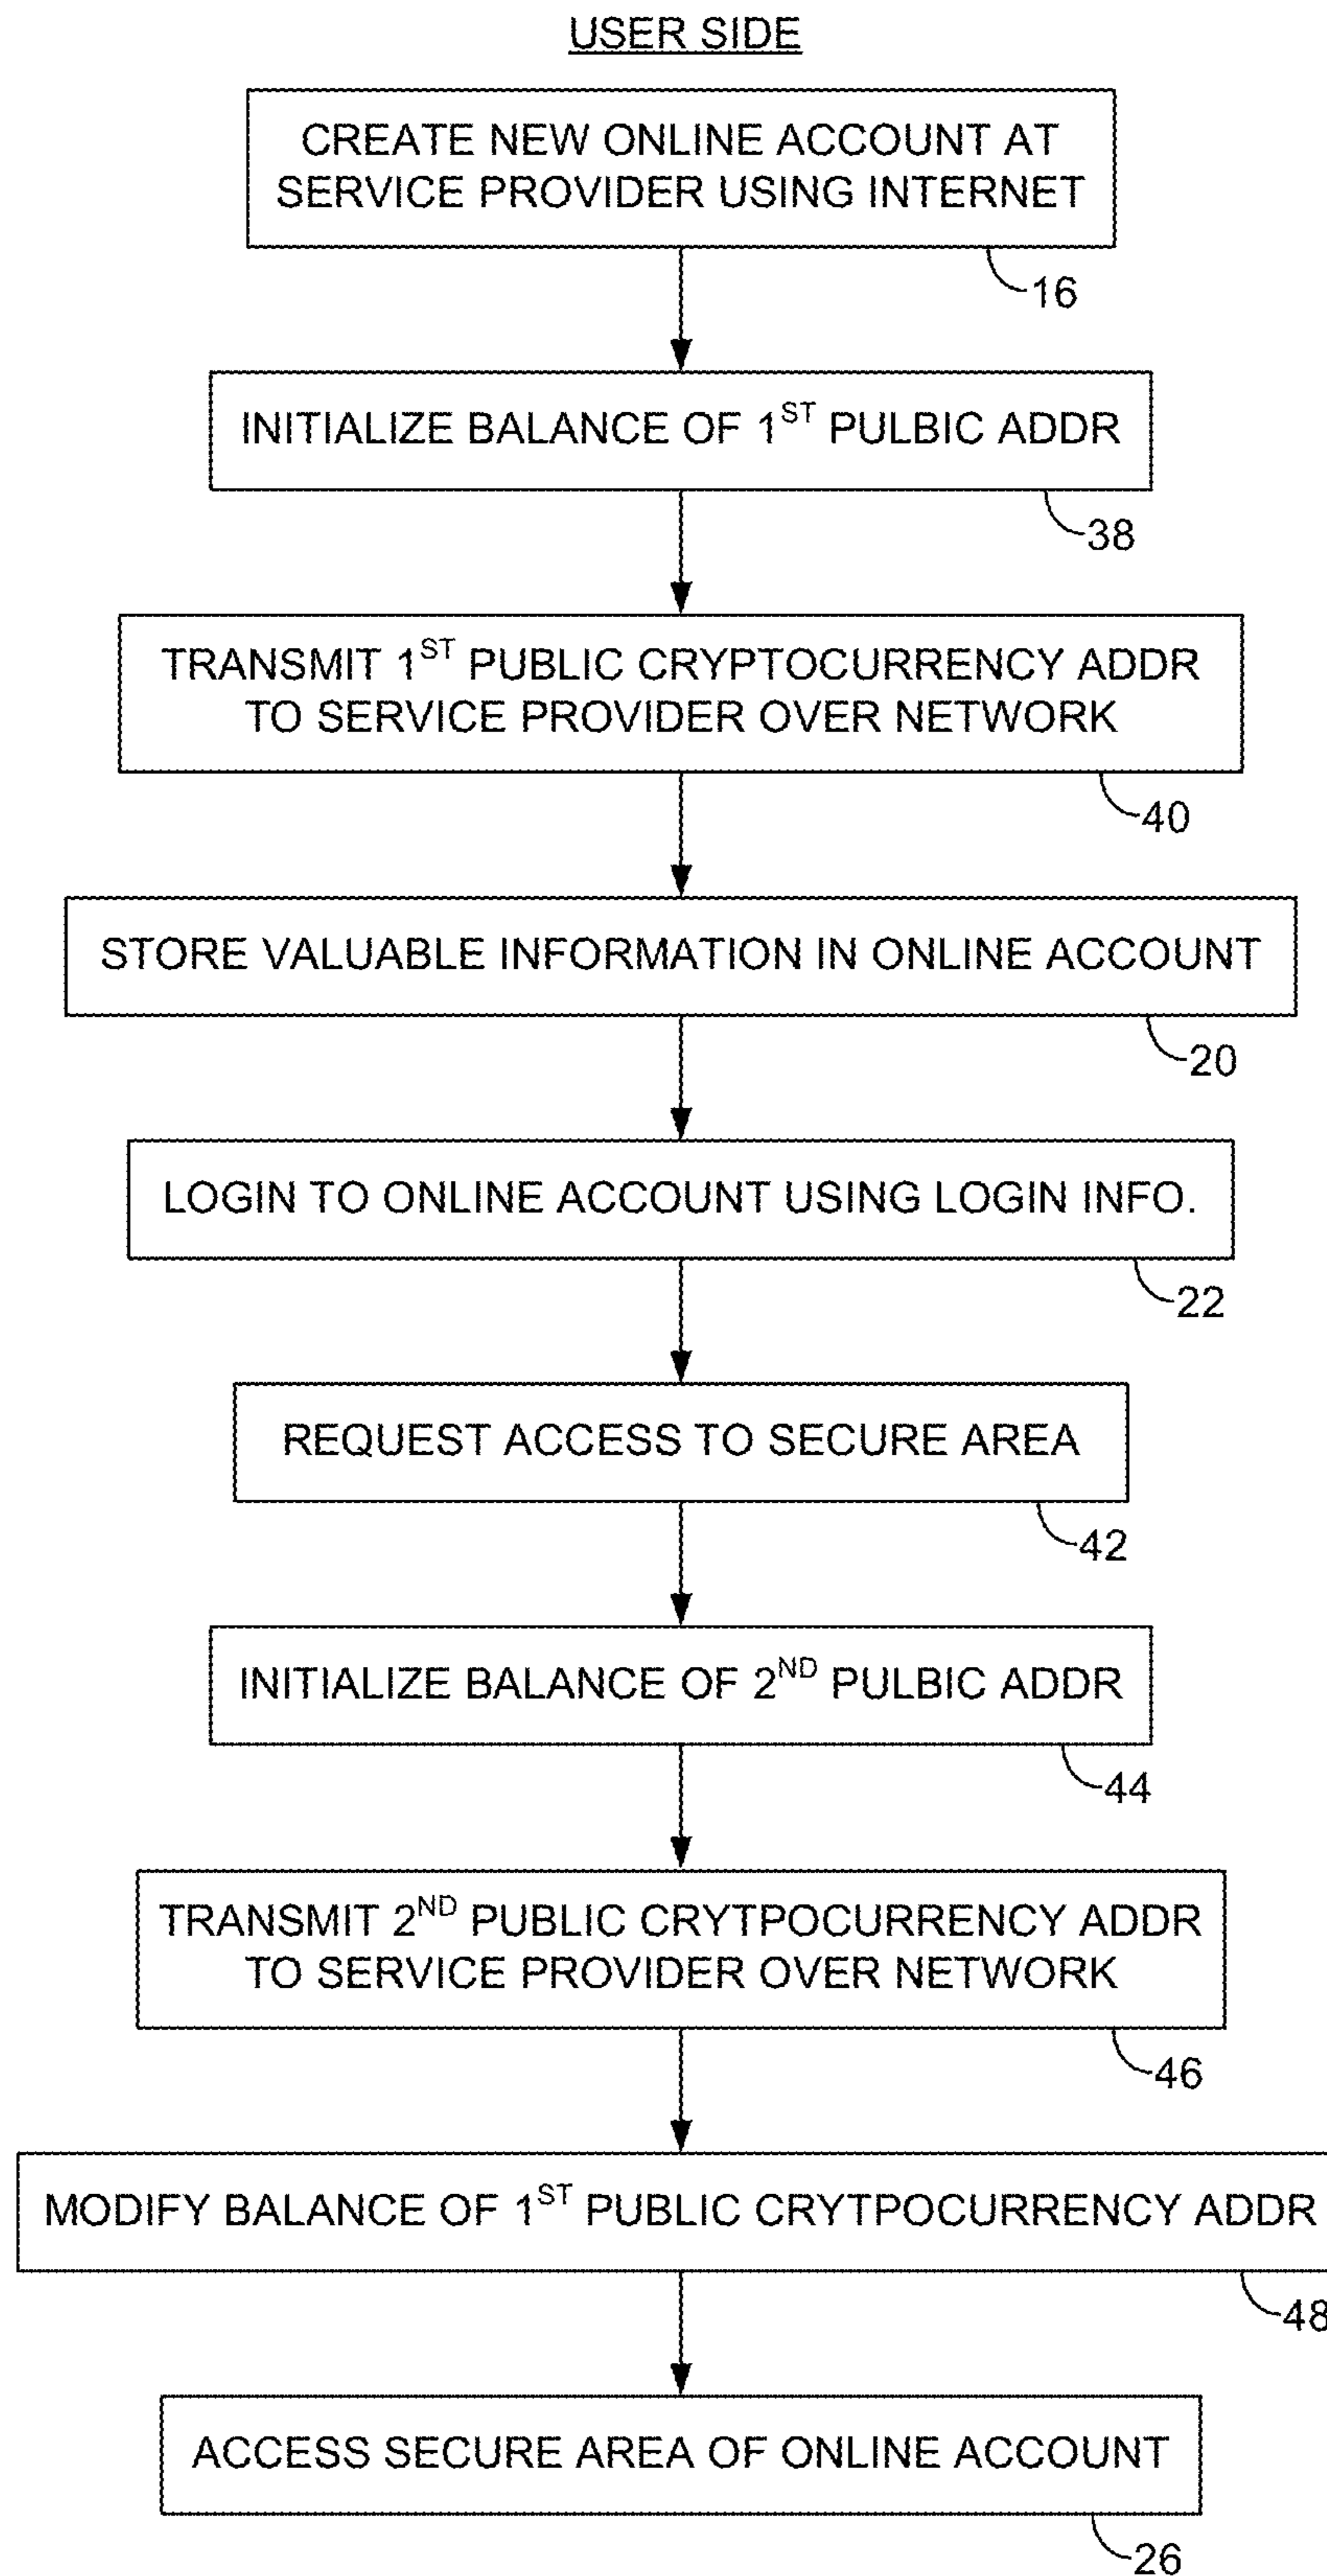 USER SIDE
CREATE NEW ONLINE ACCOUNT AT
SERVICE PROVIDER USING INTERNET
16
INITIALIZE BALANCE OF 1ST PULBIC ADDR
38
TRANSMIT 1ST PUBLIC CRYPTOCURRENCY ADDR
TO SERVICE PROVIDER OVER NETWORK
40
STORE VALUABLE INFORMATION IN ONLINE ACCOUNT
20
LOGIN TO ONLINE ACCOUNT USING LOGIN INFO.
22
REQUEST ACCESS TO SECURE AREA
42
INITIALIZE BALANCE OF 2ND PULBIC ADDR
44
TRANSMIT 2ND PUBLIC CRYTPOCURRENCY ADDR
TO SERVICE PROVIDER OVER NETWORK
46
MODIFY BALANCE OF 1ST PUBLIC CRYTPOCURRENCY ADDR
48
ACCESS SECURE AREA OF ONLINE ACCOUNT
26